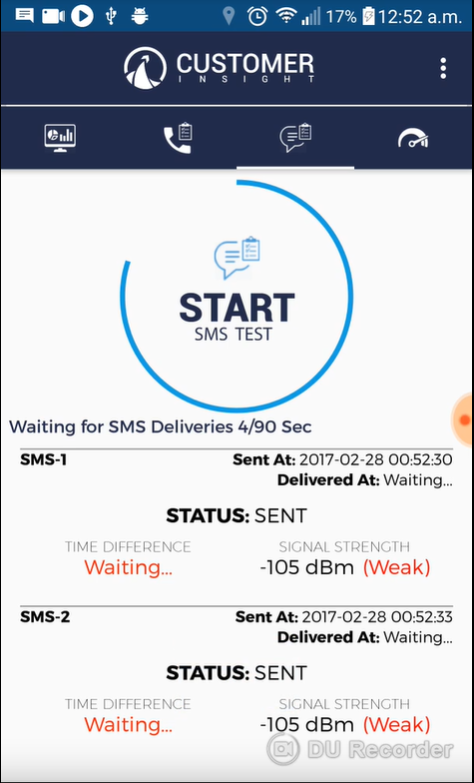 17% 12:52 a.m.
CUSTOMER
INSIGHT
START
SMS TEST
Waiting for SMS Deliveries 4/90 Sec
SMS-1 Sent At: 2017-02-28 00:52:30
Delivered At: Waiting...
STATUS: SENT
TIME DIFFERENCE SIGNAL STRENGTH
Waiting... -105 dBm (Weak)
SMS-2 Sent At: 2017-02-28 00:52:33
Delivered At: Waiting...
STATUS: SENT
TIME DIFFERENCE SIGNAL STRENGTH
Waiting... -105 dBm (Weak)
DU Recorder